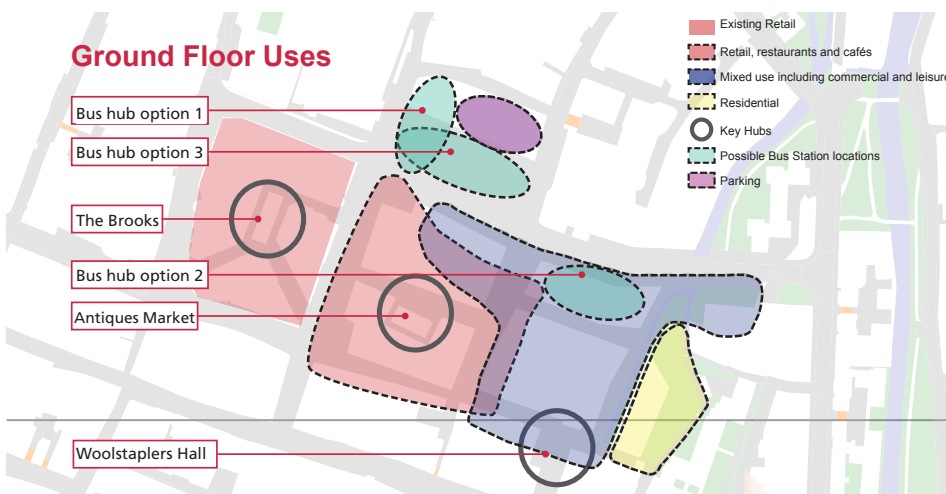 Ground Floor Uses
Bus hub option 1
Bus hub option 3
The Brooks
Bus hub option 2
Antiques Market
Woolstaplers Hall
Existing Retail
Retail, restaurants and cafés
Mixed use including commercial and leisure
Residential
Key Hubs
Possible Bus Station locations
Parking